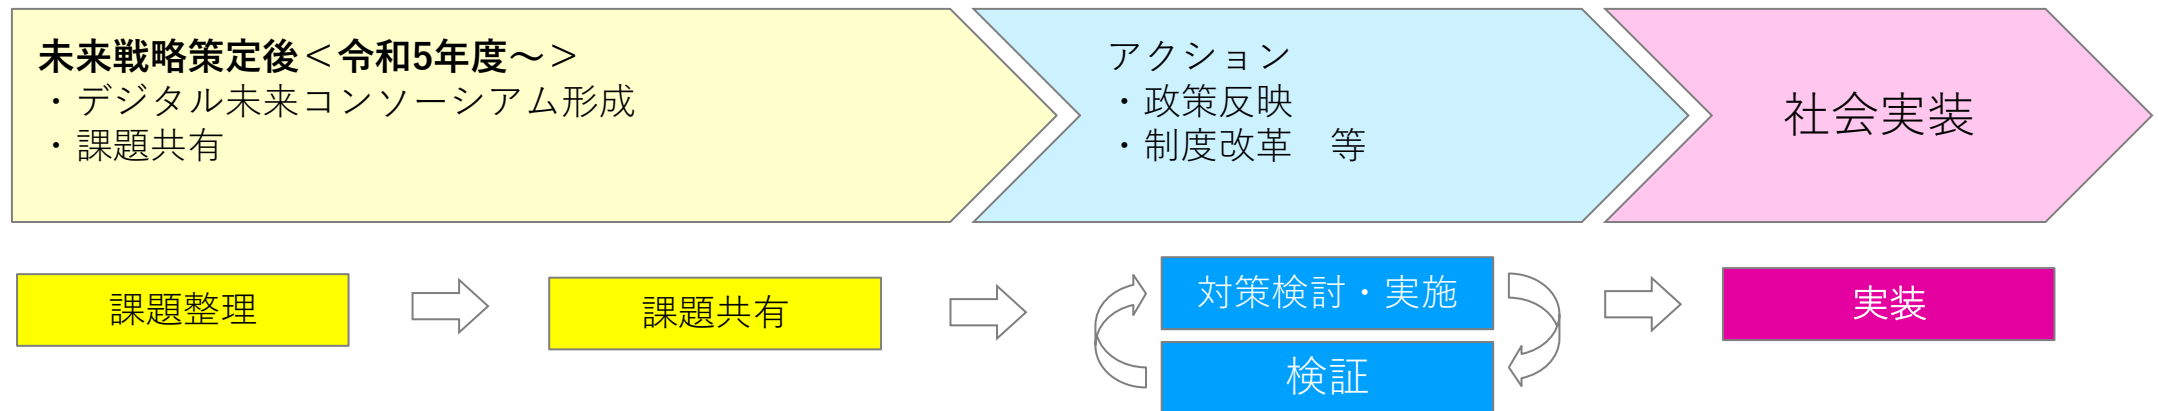 未来戦略策定後＜令和5年度～＞
・デジタル未来コンソーシアム形成
・課題共有
アクション
・政策反映
・制度改革　等
社会実装
課題整理
課題共有
対策検討・実施
検証
実装